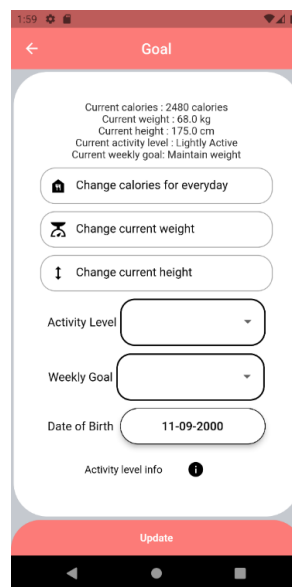 1:59
Goal
Current calories : 2480 calories
Current weight : 68.0 kg
Current height : 175.0 cm
Current activity level : Lightly Active
Current weekly goal: Maintain weight
Change calories for everyday
Change current weight
Change current height
Activity Level
Weekly Goal
Date of Birth 11-09-2000
Activity level info
Update